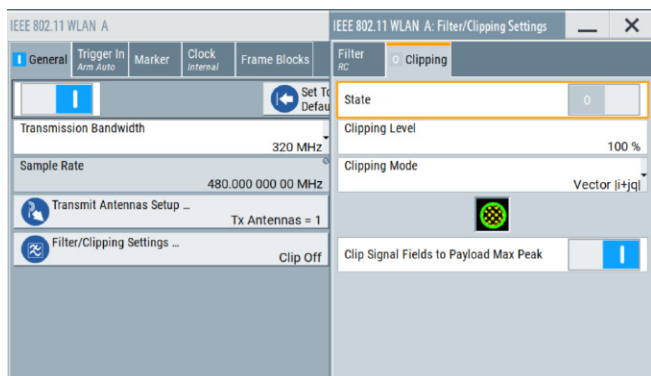 IEEE 802.11 WLAN A
IEEE 802.11 WLAN A: Filter/Clipping Settings
General
Trigger In
Arm Auto
Marker
Clock
Internal
Frame Blocks
Filter
RC
0 Clipping
Set To
Defau
State
0
Transmission Bandwidth
320 MHz
Clipping Level
100 %
Sample Rate
480.000 000 00 MHz
Clipping Mode
Vector |i+jq|
Transmit Antennas Setup ...
Tx Antennas = 1
Filter/Clipping Settings ...
Clip Off
Clip Signal Fields to Payload Max Peak